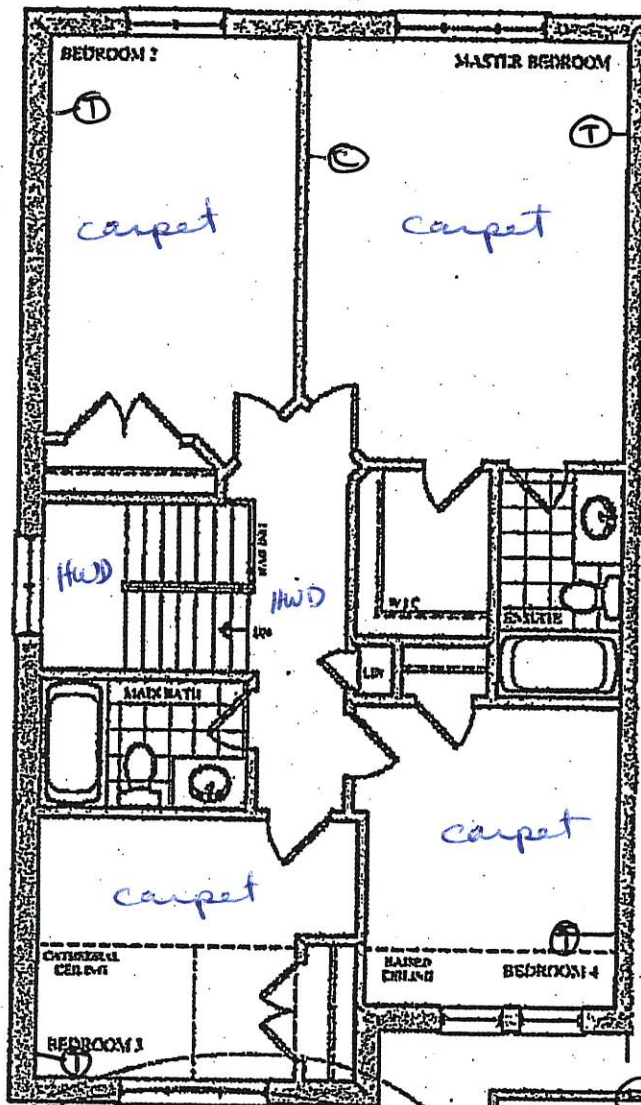 BEDROOM 2
MASTER BEDROOM
T
T
C
carpet
carpet
HWD
HWD
W/C
ENSUITE
LIN
MAIN BATH
carpet
carpet
T
CATHEDRAL
CEILING
RAISED
CEILING
BEDROOM 4
BEDROOM 3
T